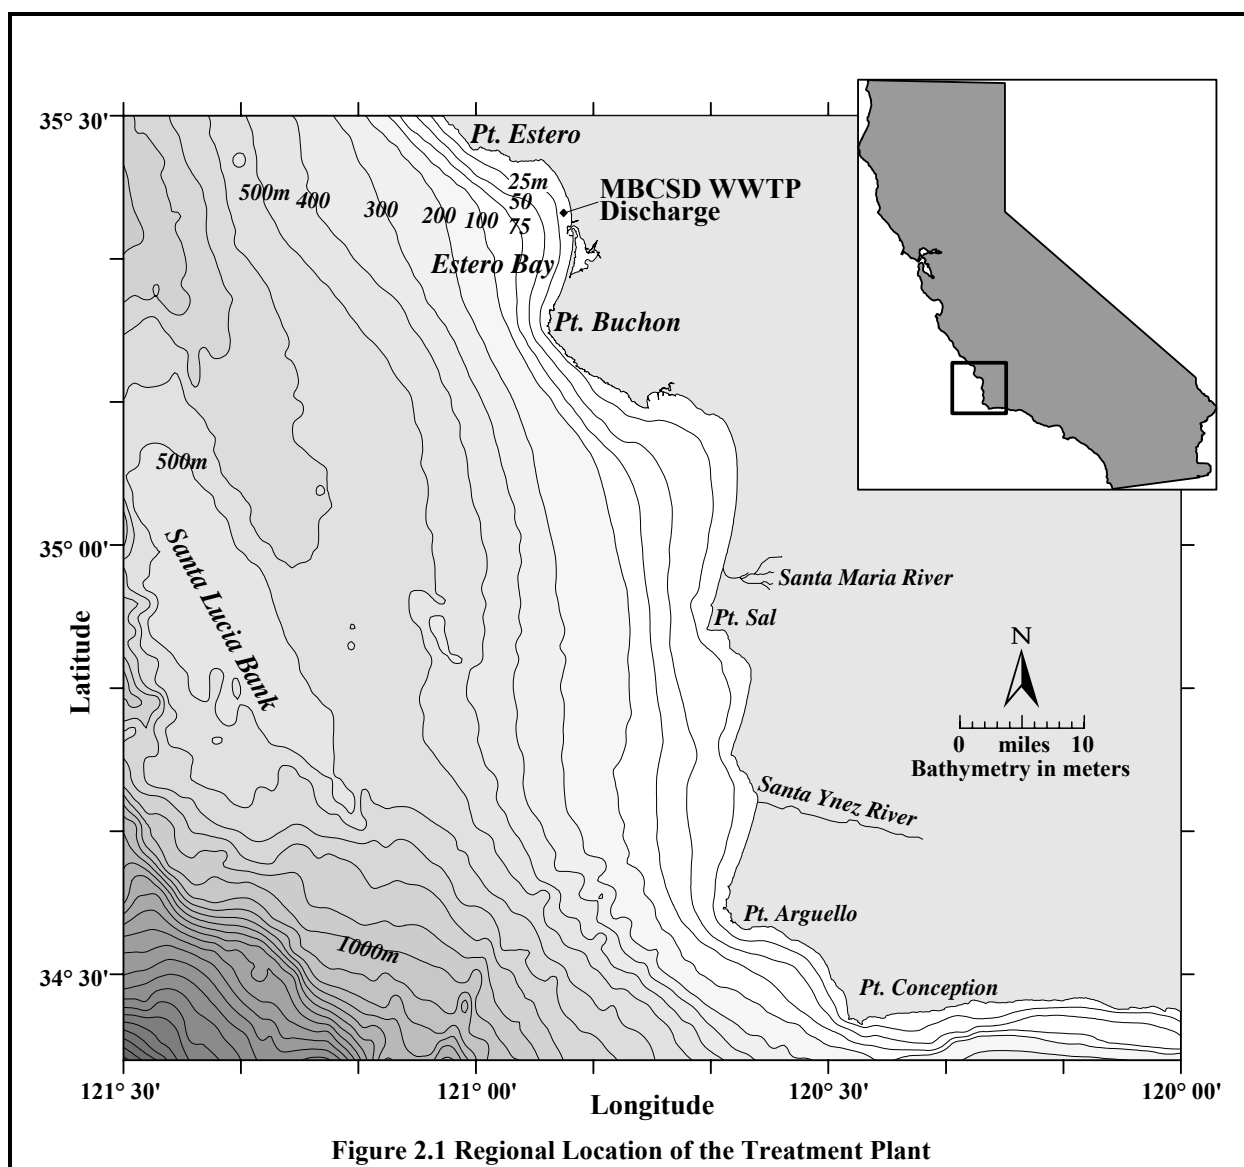 35° 30'
Pt. Estero
25m
50
75
500m
400
300
200
100
MBCSD WWTP
Discharge
Estero Bay
Pt. Buchon
500m
35° 00'
Santa Lucia Bank
Santa Maria River
Pt. Sal
N
0 miles 10
Bathymetry in meters
Latitude
Santa Ynez River
Pt. Arguello
1000m
34° 30'
Pt. Conception
121° 30'
121° 00'
120° 30'
120° 00'
Longitude
Figure 2.1 Regional Location of the Treatment Plant